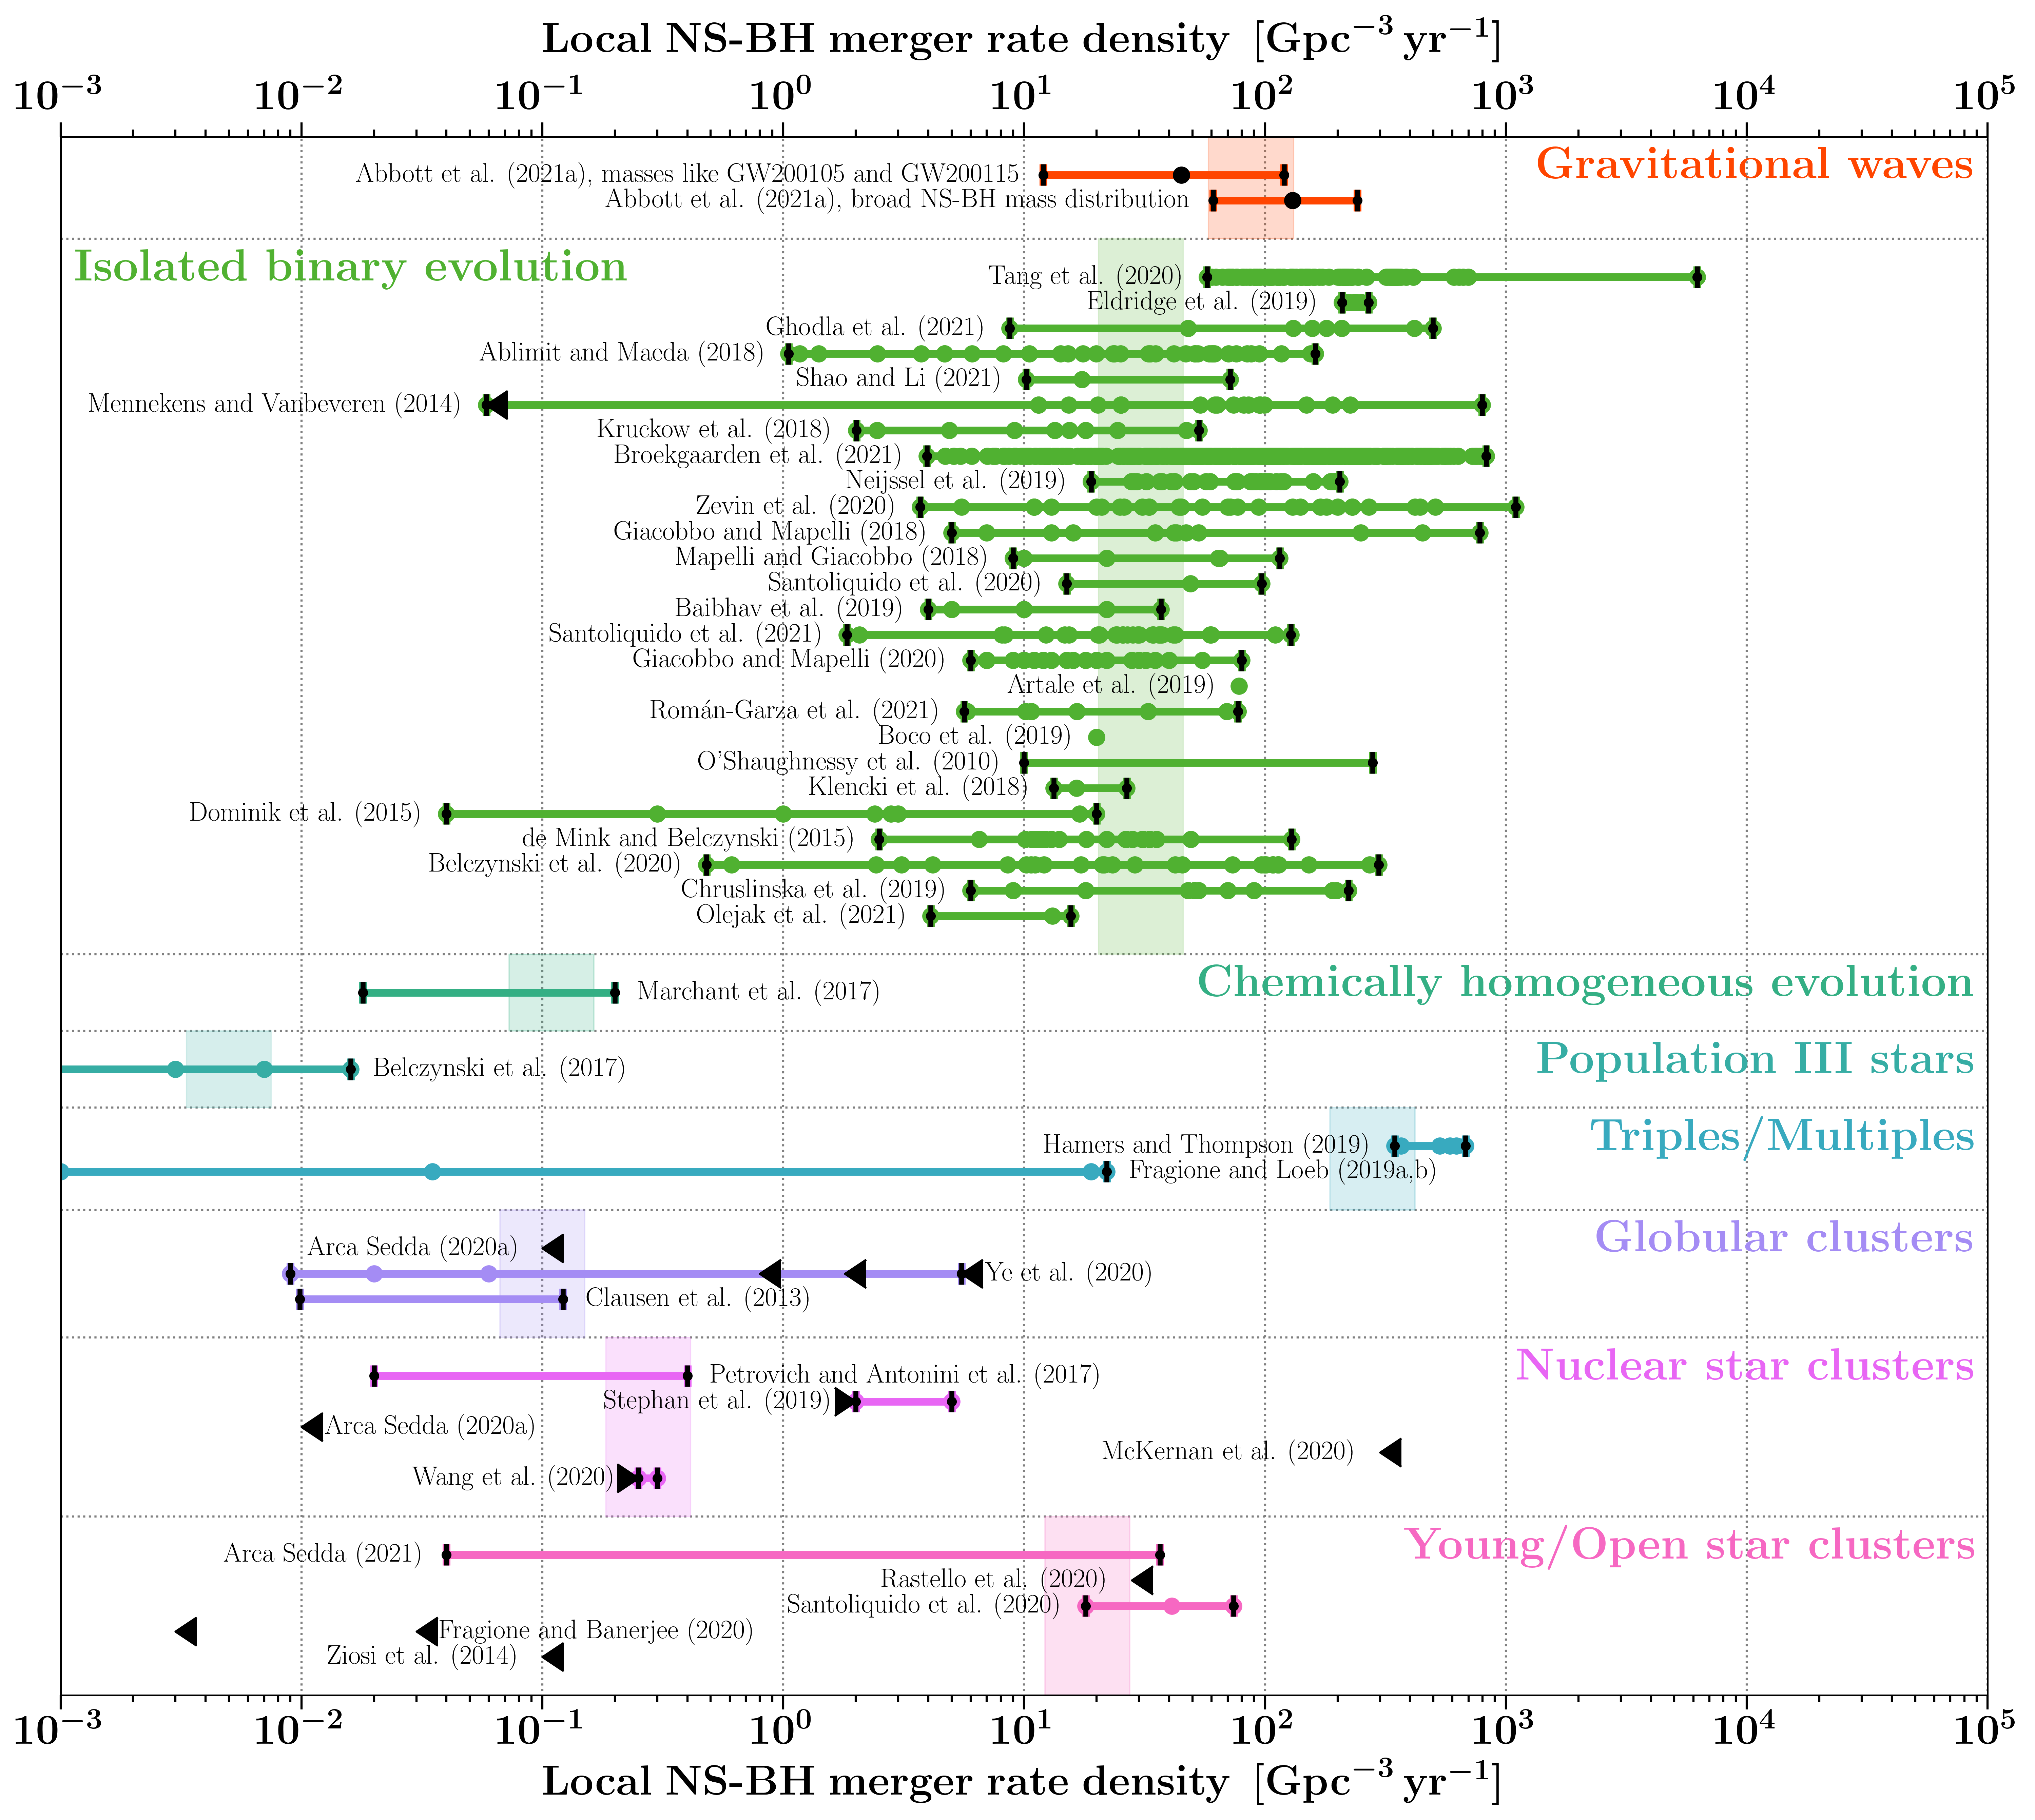 Local NS-BH merger rate density [Gpc⁻³ yr⁻¹]
10⁻³ 10⁻² 10⁻¹ 10⁰ 10¹ 10² 10³ 10⁴ 10⁵
Gravitational waves
Abbott et al. (2021a), masses like GW200105 and GW200115
Abbott et al. (2021a), broad NS-BH mass distribution
Isolated binary evolution
Tang et al. (2020)
Eldridge et al. (2019)
Ghodla et al. (2021)
Ablimit and Maeda (2018)
Shao and Li (2021)
Mennekens and Vanbeveren (2014)
Kruckow et al. (2018)
Broekgaarden et al. (2021)
Neijssel et al. (2019)
Zevin et al. (2020)
Giacobbo and Mapelli (2018)
Mapelli and Giacobbo (2018)
Santoliquido et al. (2020)
Baibhav et al. (2019)
Santoliquido et al. (2021)
Giacobbo and Mapelli (2020)
Artale et al. (2019)
Román-Garza et al. (2021)
Boco et al. (2019)
O'Shaughnessy et al. (2010)
Klencki et al. (2018)
Dominik et al. (2015)
de Mink and Belczynski (2015)
Belczynski et al. (2020)
Chruslinska et al. (2019)
Olejak et al. (2021)
Chemically homogeneous evolution
Marchant et al. (2017)
Population III stars
Belczynski et al. (2017)
Triples/Multiples
Hamers and Thompson (2019)
Fragione and Loeb (2019a,b)
Globular clusters
Arca Sedda (2020a)
Ye et al. (2020)
Clausen et al. (2013)
Nuclear star clusters
Petrovich and Antonini et al. (2017)
Stephan et al. (2019)
Arca Sedda (2020a)
McKernan et al. (2020)
Wang et al. (2020)
Young/Open star clusters
Arca Sedda (2021)
Rastello et al. (2020)
Santoliquido et al. (2020)
Fragione and Banerjee (2020)
Ziosi et al. (2014)
10⁻³ 10⁻² 10⁻¹ 10⁰ 10¹ 10² 10³ 10⁴ 10⁵
Local NS-BH merger rate density [Gpc⁻³ yr⁻¹]